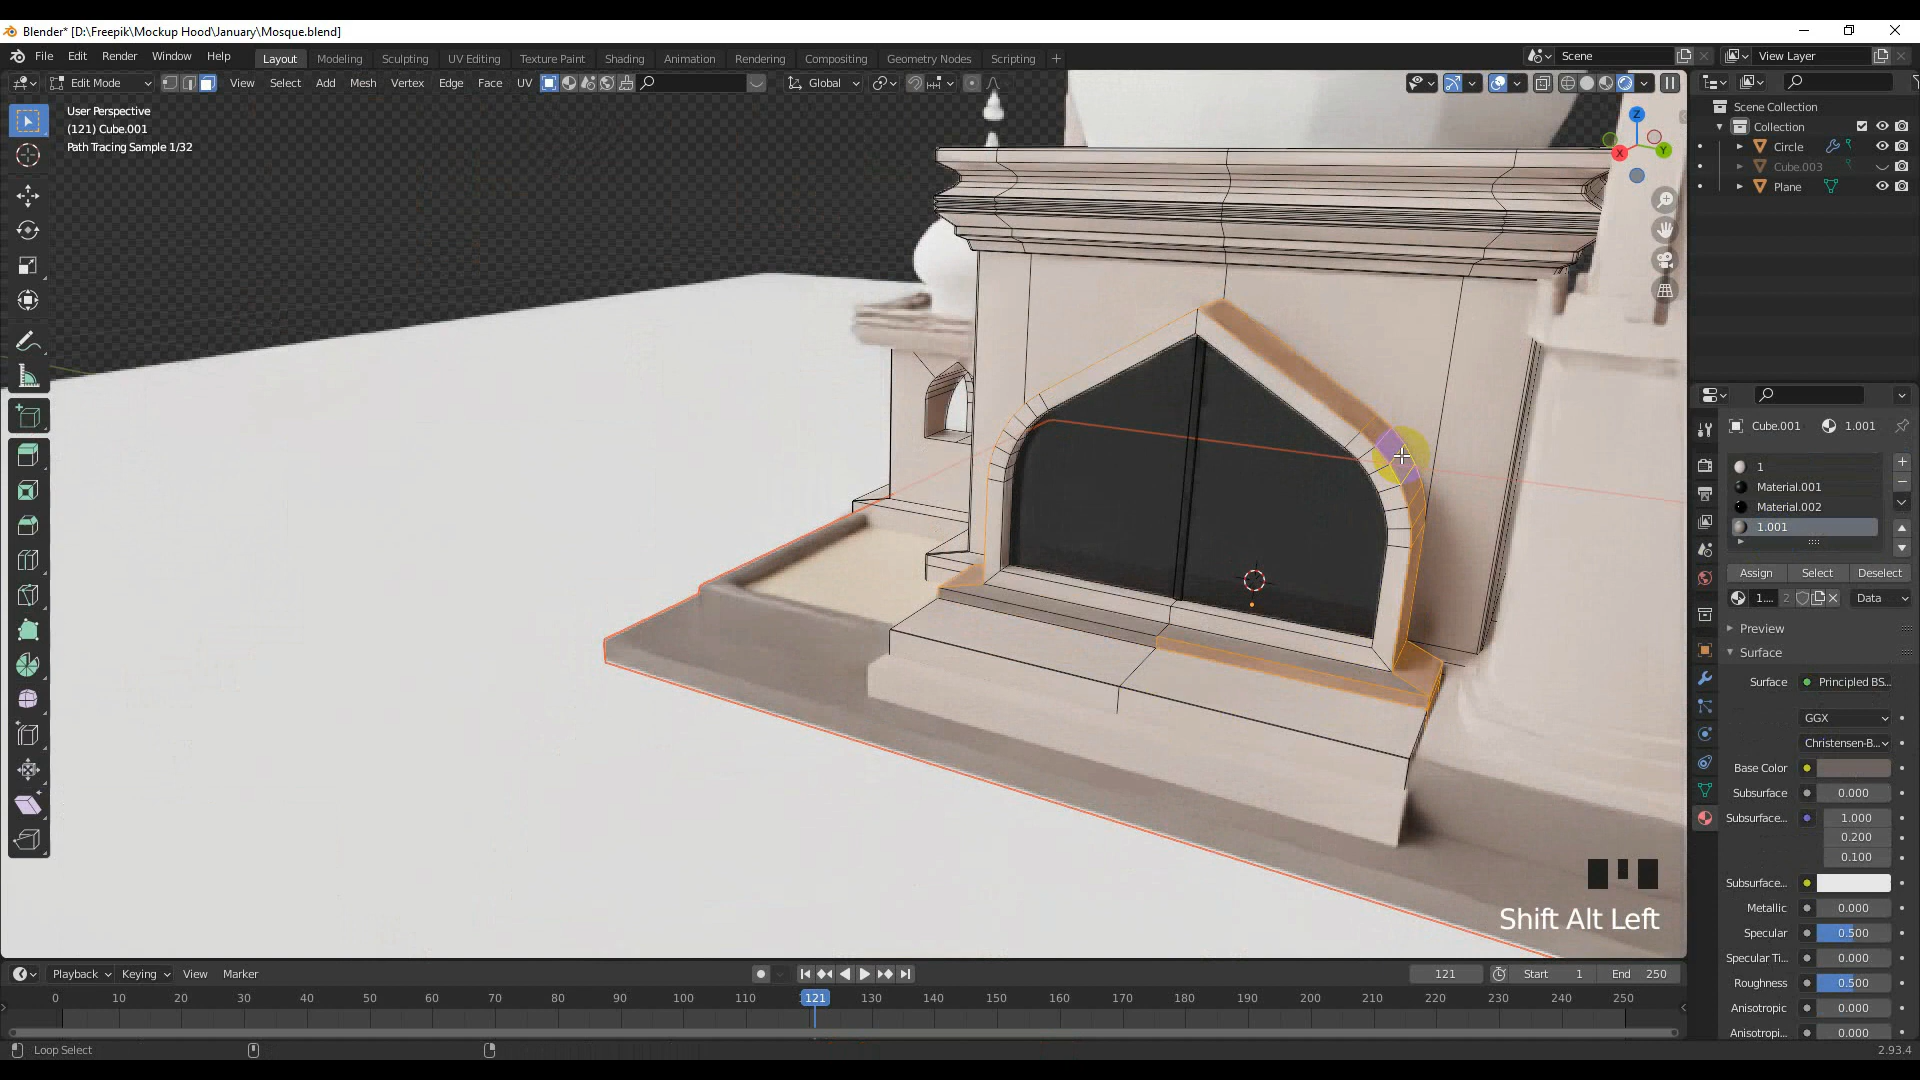 Blender* [D:\Freepik\Mockup Hood\January\Mosque.blend]
File Edit Render Window Help Layout Modeling Sculpting UV Editing Texture Paint Shading Animation Rendering Compositing Geometry Nodes Scripting + Scene View Layer
Edit Mode View Select Add Mesh Vertex Edge Face UV Global
User Perspective
(121) Cube.001
Path Tracing Sample 1/32
Z
X Y
Scene Collection
Collection
Circle
Cube.003
Plane
Cube.001 1.001
1
Material.001
Material.002
1.001
Assign Select Deselect
1.... 2 Data
Preview
Surface
Surface Principled BS...
GGX
Christensen-B...
Base Color
Subsurface 0.000
Subsurface... 1.000
0.200
0.100
Subsurface...
Metallic 0.000
Specular 0.500
Specular Ti... 0.000
Roughness 0.500
Anisotropic 0.000
Anisotropi... 0.000
Shift Alt Left
Playback Keying View Marker 121 Start 1 End 250
0 10 20 30 40 50 60 70 80 90 100 110 121 130 140 150 160 170 180 190 200 210 220 230 240 250
Loop Select 2.93.4